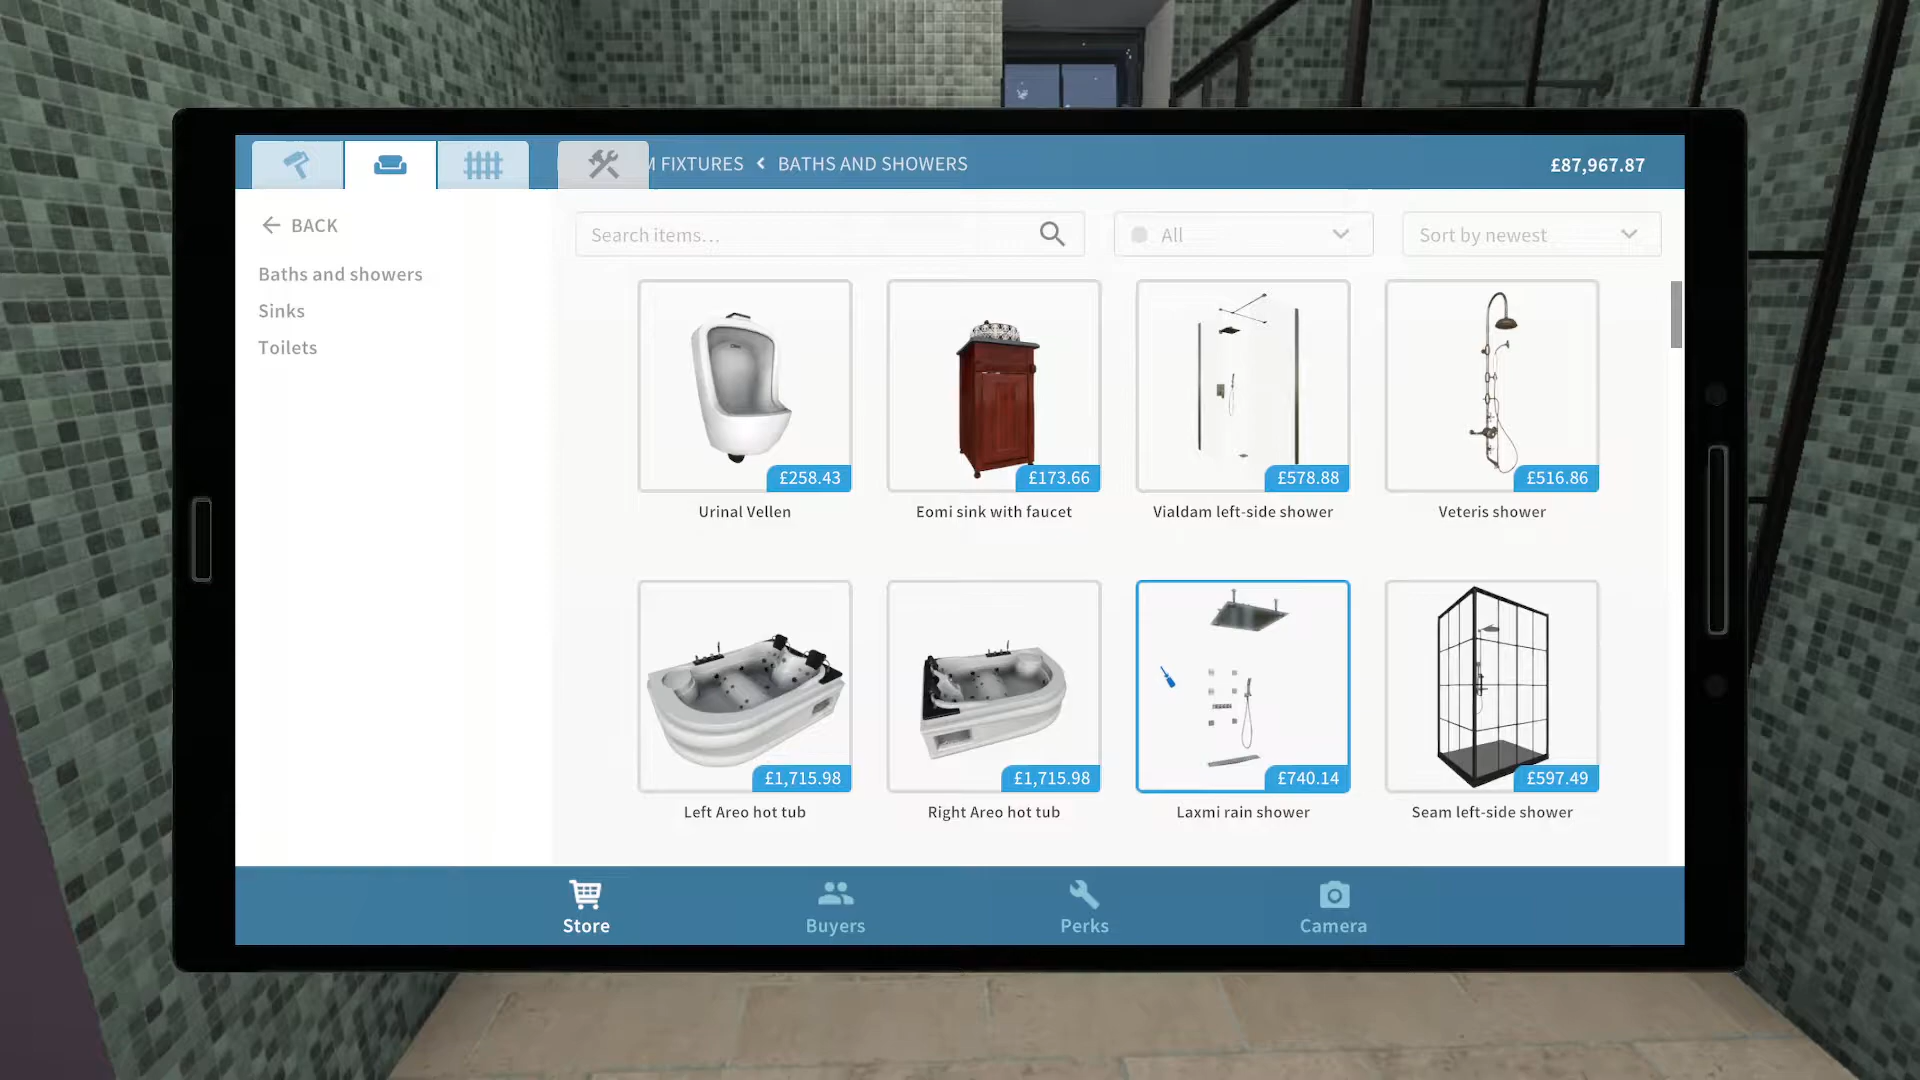 M FIXTURES < BATHS AND SHOWERS
£87,967.87
BACK
Baths and showers
Sinks
Toilets
Search items...
All
Sort by newest
£258.43
Urinal Vellen
£173.66
Eomi sink with faucet
£578.88
Vialdam left-side shower
£516.86
Veteris shower
£1,715.98
Left Areo hot tub
£1,715.98
Right Areo hot tub
£740.14
Laxmi rain shower
£597.49
Seam left-side shower
Store
Buyers
Perks
Camera